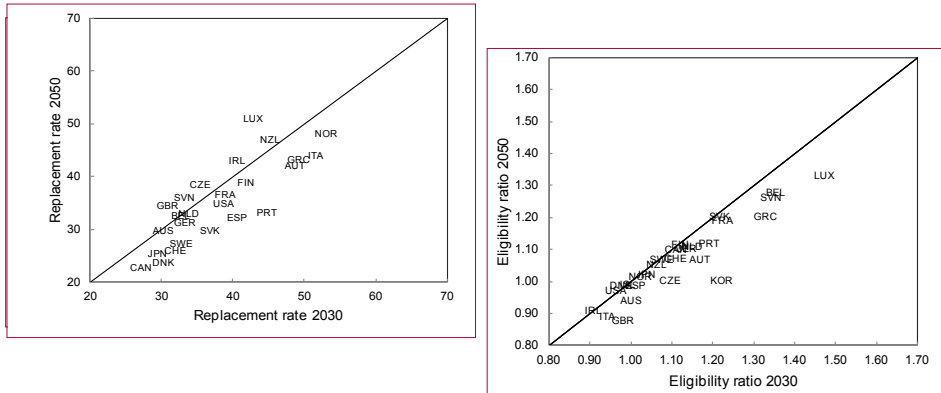 70
60
50
40
30
20
Replacement rate 2050
LUX
NOR
NZL
IRL
ITA
GRC
AUT
CZE
FIN
SVN
FRA
GBR
USA
NLD
PRT
ESP
GER
AUS
SVK
SWE
JPN
CHE
DNK
CAN
20 30 40 50 60 70
Replacement rate 2030
1.70
1.60
1.50
1.40
1.30
1.20
1.10
1.00
0.90
0.80
Eligibility ratio 2050
LUX
BEL
SVN
SVK
GRC
FRA
FIN
PRT
CHE
AUT
SWE
NZL
NOR
CZE
KOR
ESP
USA
AUS
IRL
ITA
GBR
0.80 0.90 1.00 1.10 1.20 1.30 1.40 1.50 1.60 1.70
Eligibility ratio 2030